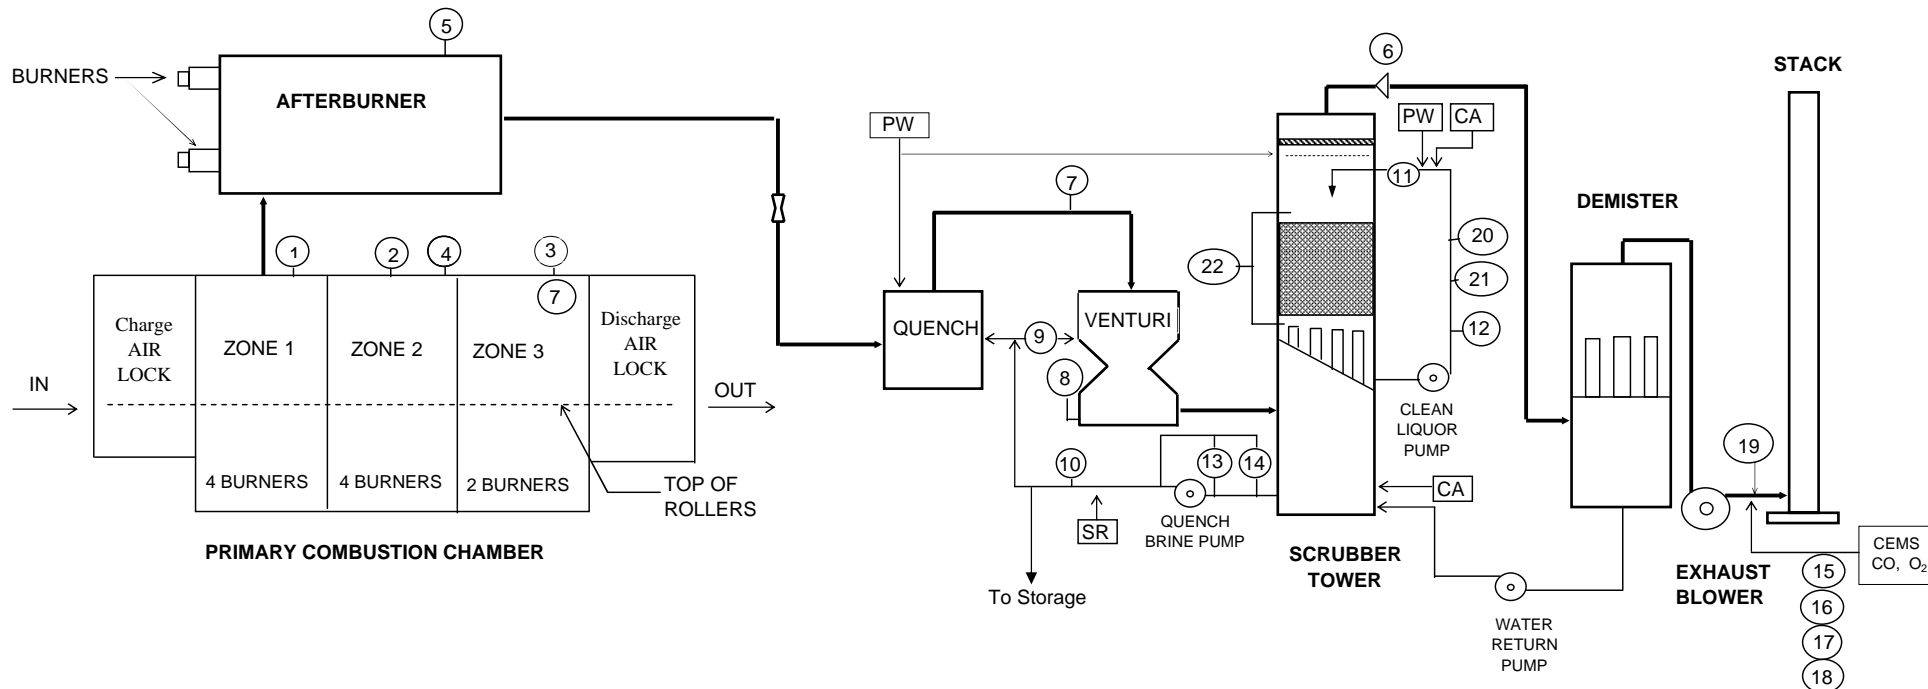 5
6
STACK
BURNERS
AFTERBURNER
PW
PW
CA
7
11
DEMISTER
1
2
4
3
7
20
22
21
Charge
AIR
LOCK
ZONE 1
ZONE 2
ZONE 3
Discharge
AIR
LOCK
QUENCH
9
VENTURI
12
8
IN
OUT
CLEAN
LIQUOR
PUMP
4 BURNERS
4 BURNERS
2 BURNERS
TOP OF
ROLLERS
10
13
14
CA
19
SR
QUENCH
BRINE PUMP
PRIMARY COMBUSTION CHAMBER
SCRUBBER
TOWER
To Storage
WATER
RETURN
PUMP
EXHAUST
BLOWER
CEMS
CO, O2
15
16
17
18